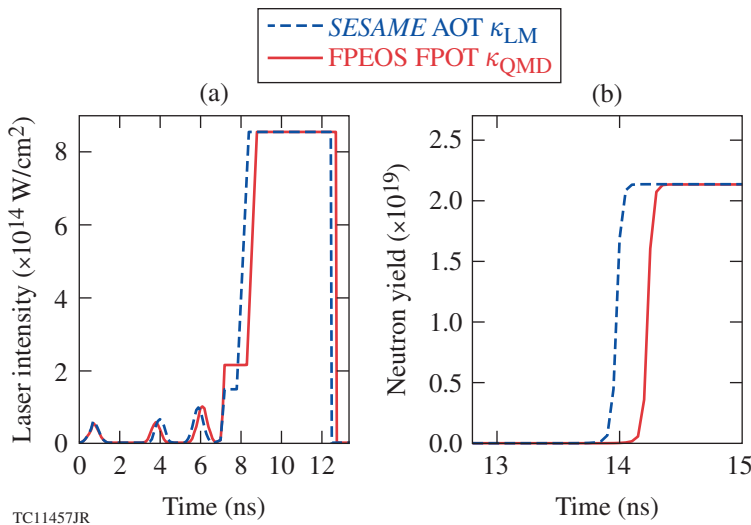 SESAME AOT κLM
FPEOS FPOT κQMD
(a)
(b)
Laser intensity (×10^14 W/cm^2)
8
6
4
2
0
0 2 4 6 8 10 12
Time (ns)
Neutron yield (×10^19)
2.5
2.0
1.5
1.0
0.5
0.0
13 14 15
Time (ns)
TC11457JR